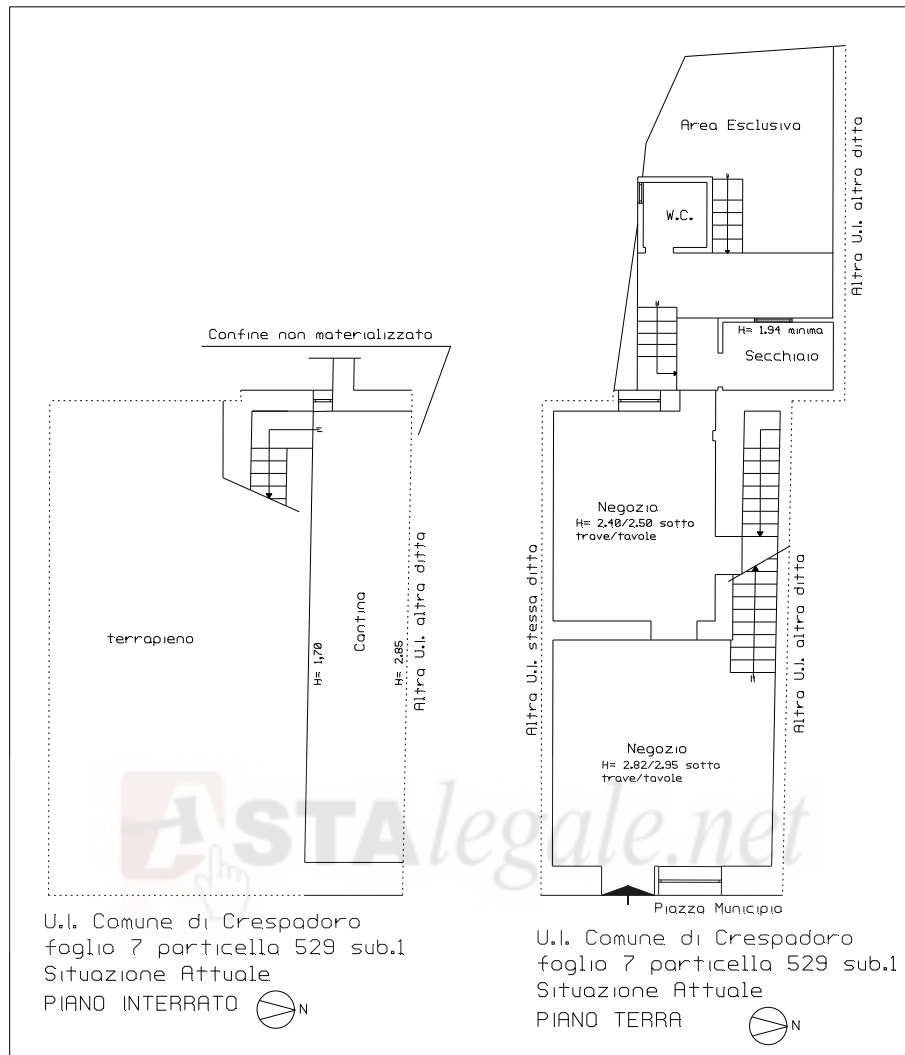 Area Esclusiva
Altra U.I. altra ditta
W.C.
H= 1.94 minima
Secchiaio
Confine non materializzato
N
terrapieno
H= 1,70
Cantina
H= 2.85
Altra U.I. altra ditta
Negozio
H= 2.40/2.50 sotto
trave/tavole
Altra U.I. stessa ditta
Altra U.I. altra ditta
Negozio
H= 2.82/2.95 sotto
trave/tavole
ASTAlegale.net
Piazza Municipio
U.I. Comune di Crespadoro
foglio 7 particella 529 sub.1
Situazione Attuale
PIANO INTERRATO N
U.I. Comune di Crespadoro
foglio 7 particella 529 sub.1
Situazione Attuale
PIANO TERRA N